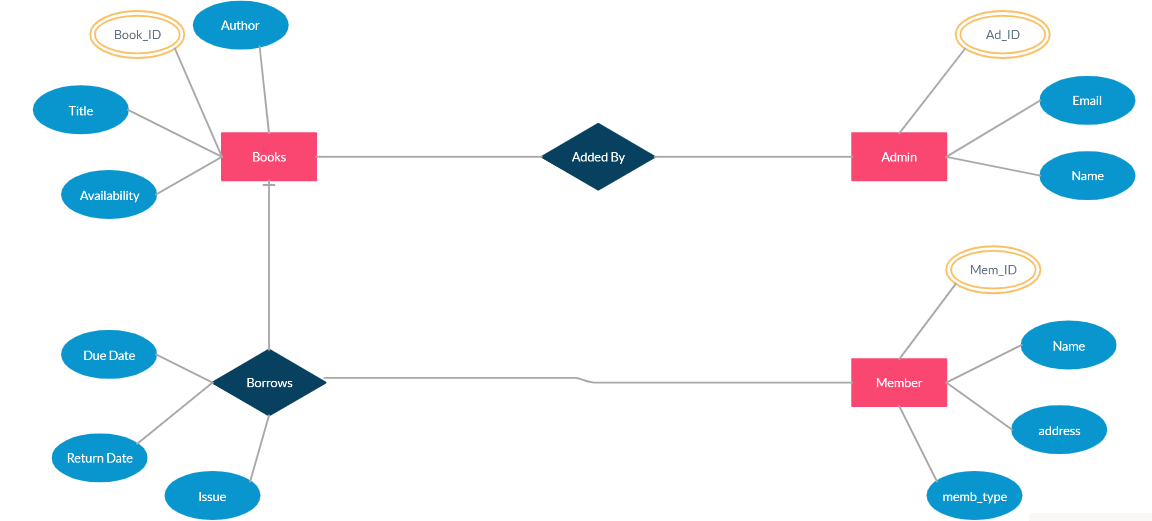 Author
Book_ID
Ad_ID
Email
Title
Books
Added By
Admin
Name
Availability
Mem_ID
Name
Due Date
Borrows
Member
address
Return Date
Issue
memb_type